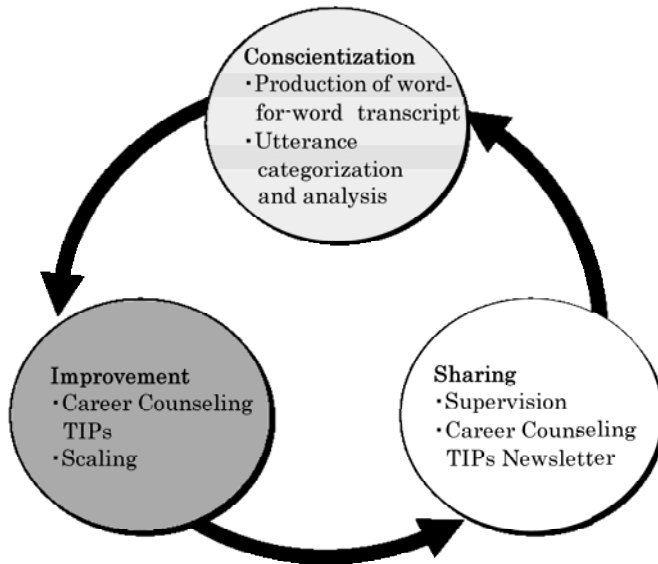 Conscientization
・Production of word-
for-word transcript
・Utterance
categorization
and analysis
Improvement
・Career Counseling
TIPs
・Scaling
Sharing
・Supervision
・Career Counseling
TIPs Newsletter